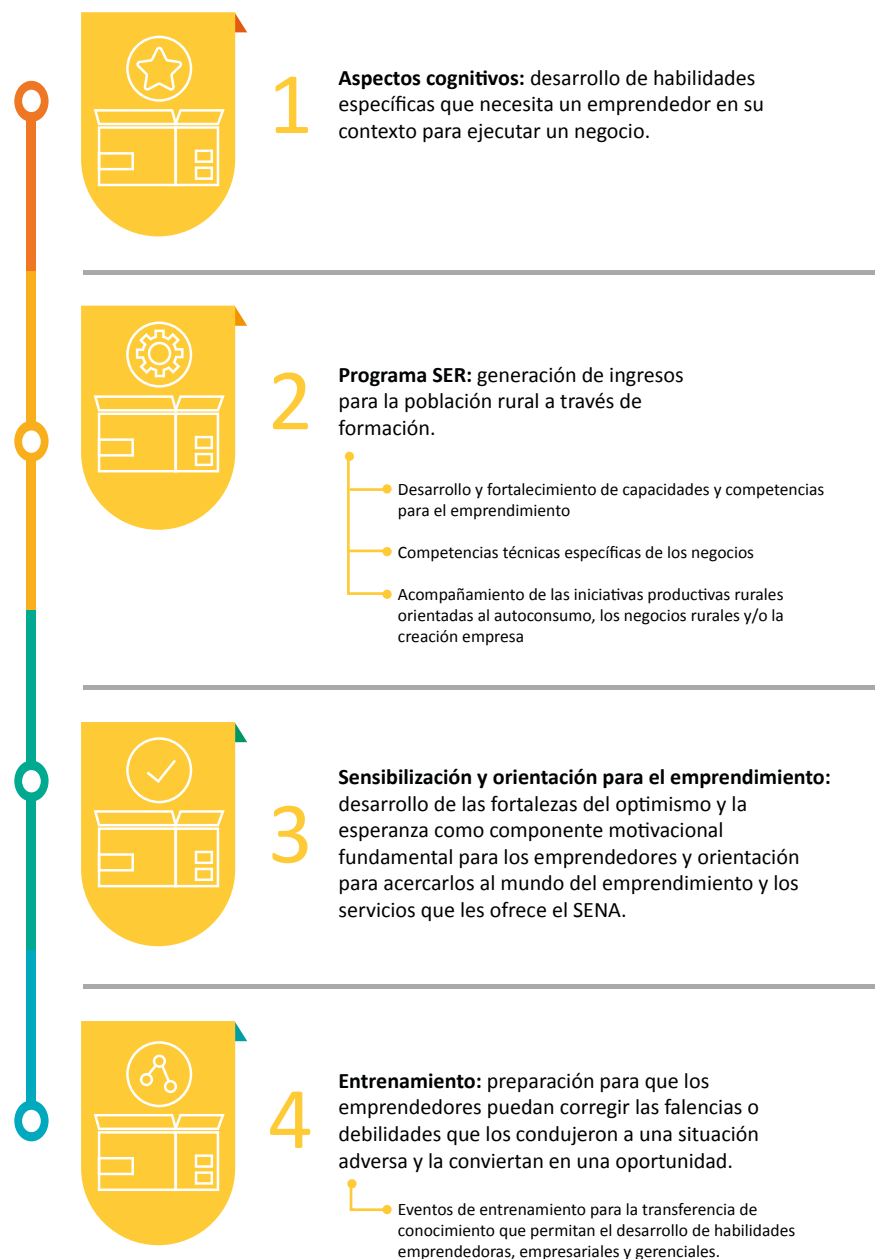 1
Aspectos cognitivos: desarrollo de habilidades
específicas que necesita un emprendedor en su
contexto para ejecutar un negocio.
2
Programa SER: generación de ingresos
para la población rural a través de
formación.
Desarrollo y fortalecimiento de capacidades y competencias
para el emprendimiento
Competencias técnicas específicas de los negocios
Acompañamiento de las iniciativas productivas rurales
orientadas al autoconsumo, los negocios rurales y/o la
creación empresa
3
Sensibilización y orientación para el emprendimiento:
desarrollo de las fortalezas del optimismo y la
esperanza como componente motivacional
fundamental para los emprendedores y orientación
para acercarlos al mundo del emprendimiento y los
servicios que les ofrece el SENA.
4
Entrenamiento: preparación para que los
emprendedores puedan corregir las falencias o
debilidades que los condujeron a una situación
adversa y la conviertan en una oportunidad.
Eventos de entrenamiento para la transferencia de
conocimiento que permitan el desarrollo de habilidades
emprendedoras, empresariales y gerenciales.